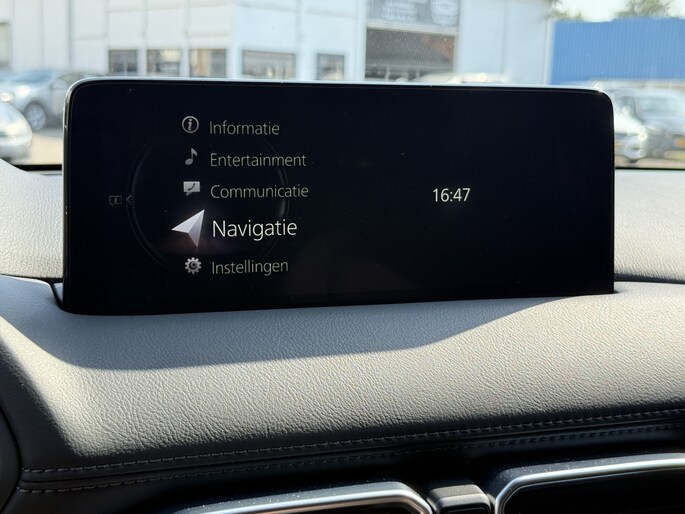 Informatie
Entertainment
Communicatie
Navigatie
Instellingen
16:47